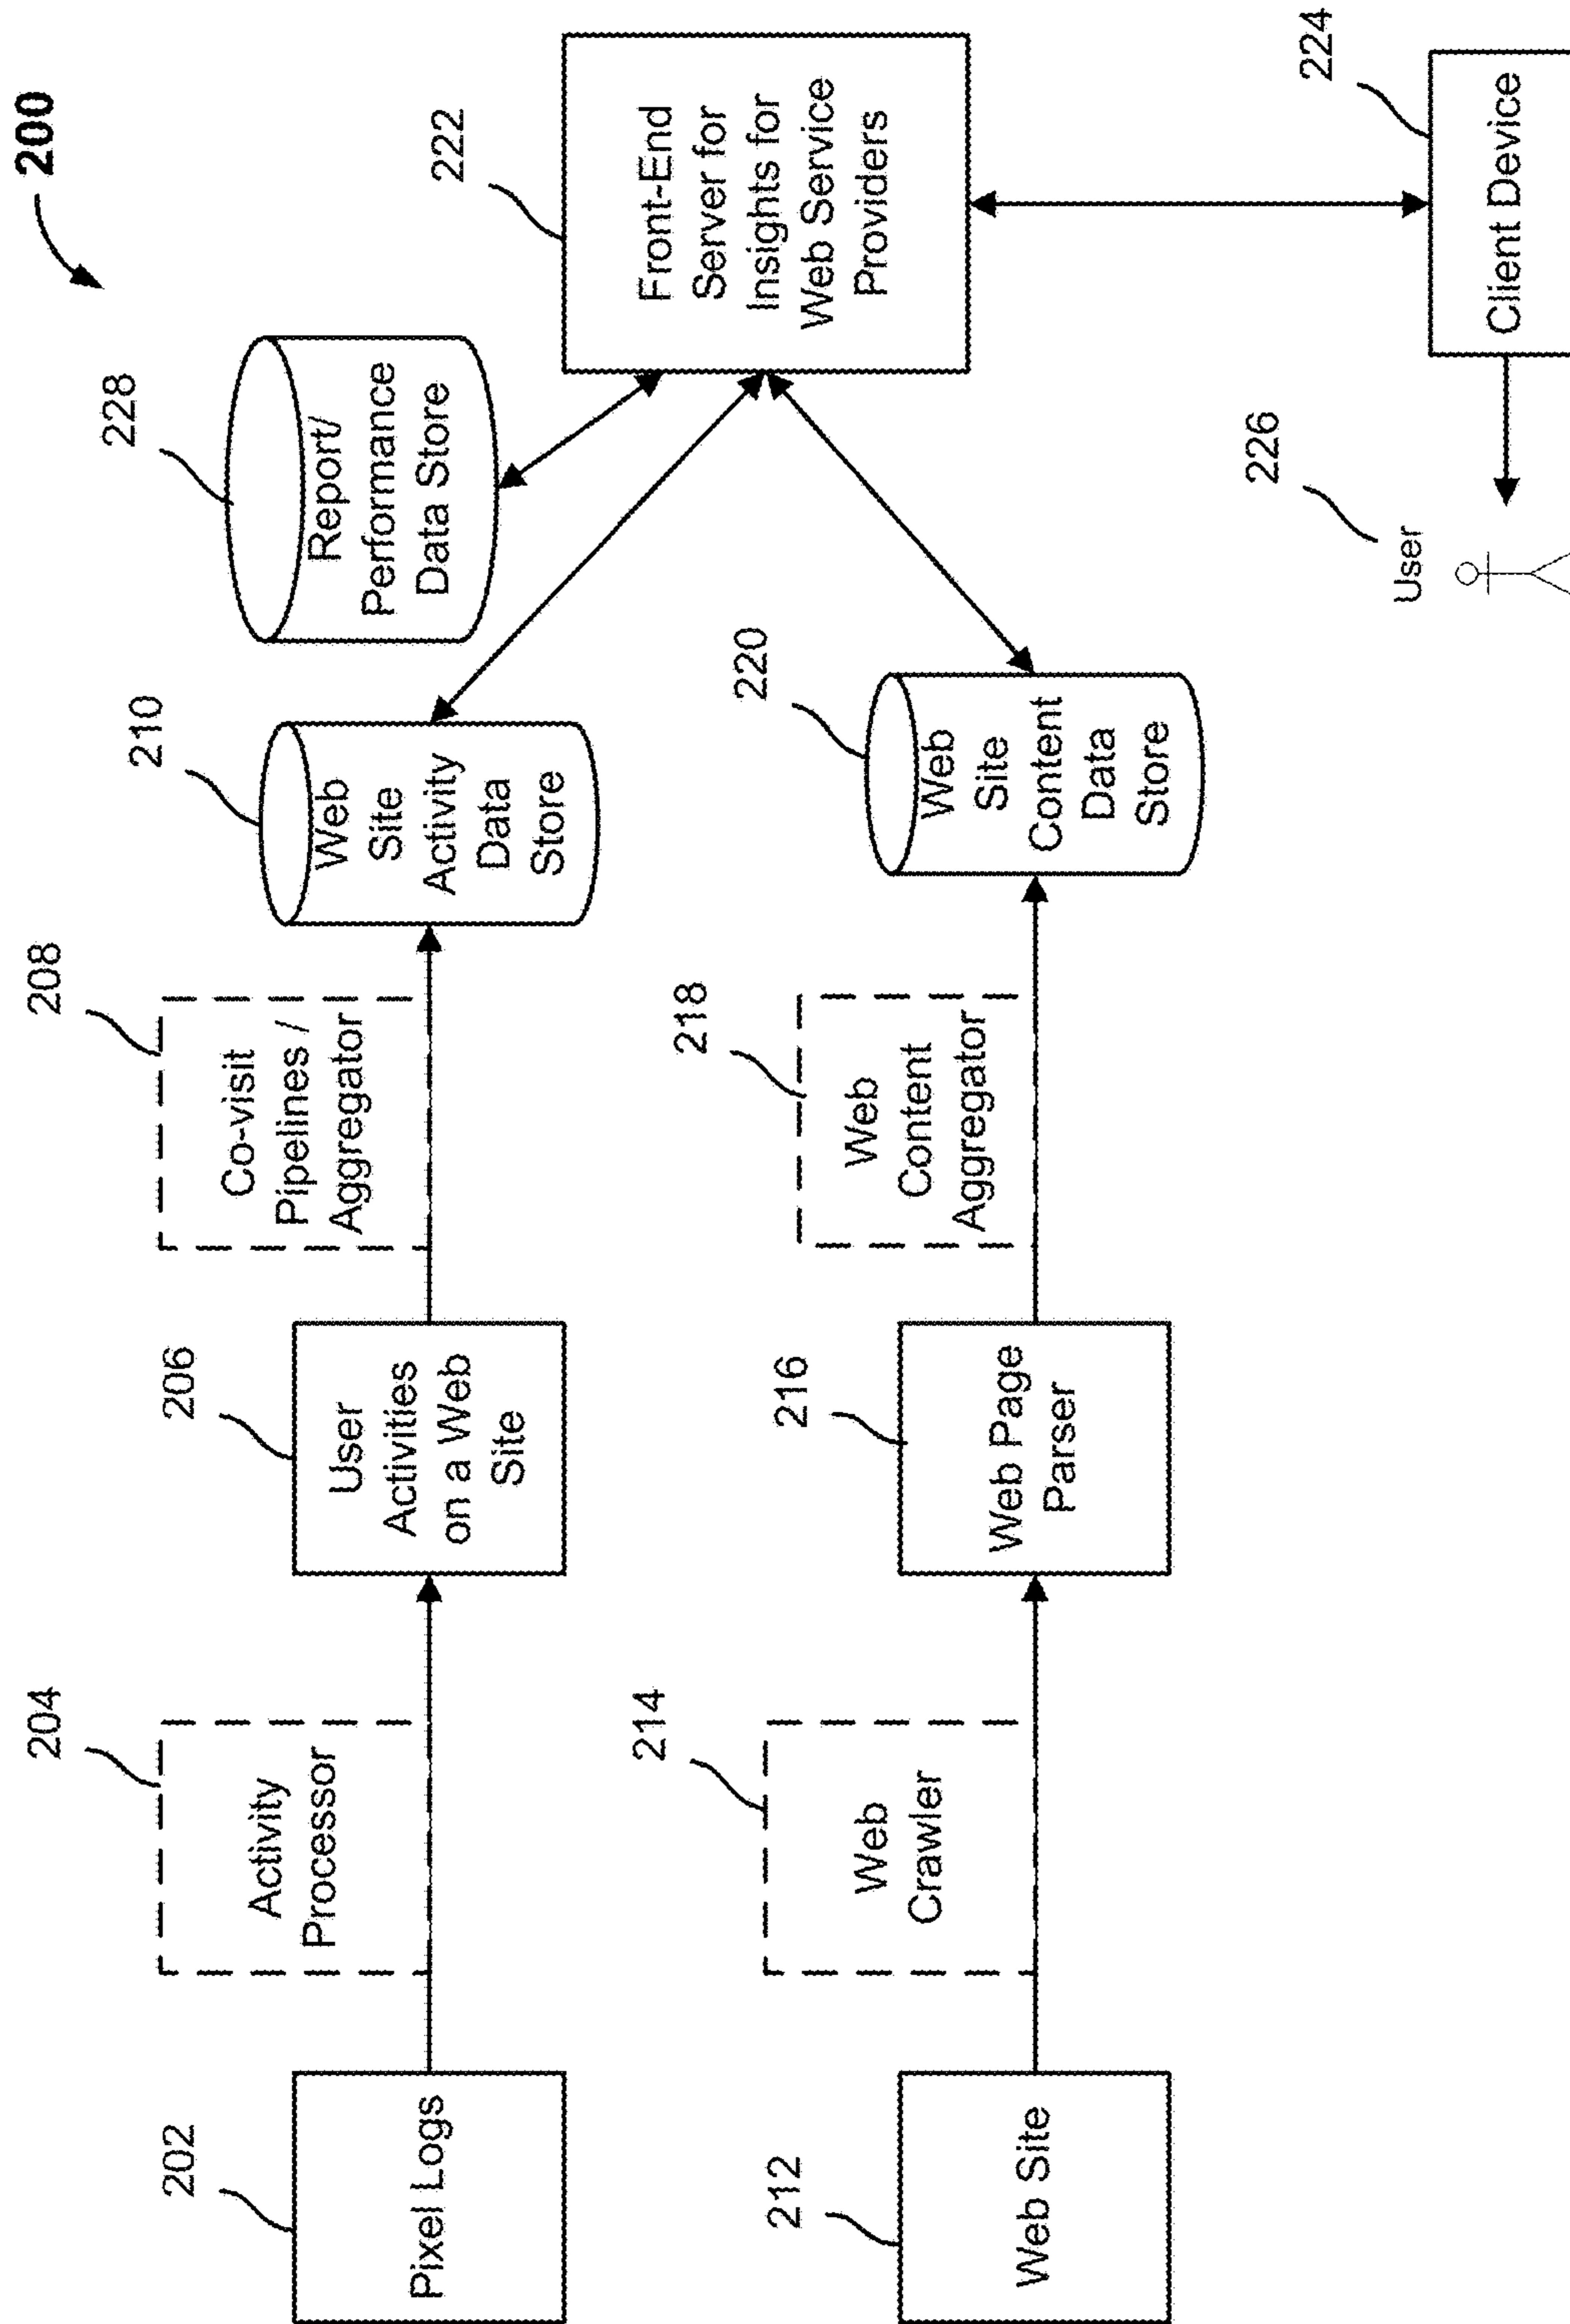 200
202
Pixel Logs
204
Activity
Processor
206
User
Activities
on a Web
Site
208
Co-visit
Pipelines /
Aggregator
210
Web
Site
Activity
Data
Store
228
Report/
Performance
Data Store
222
Front-End
Server for
Insights for
Web Service
Providers
212
Web Site
214
Web
Crawler
216
Web Page
Parser
218
Web
Content
Aggregator
220
Web
Site
Content
Data
Store
226
User
224
Client Device